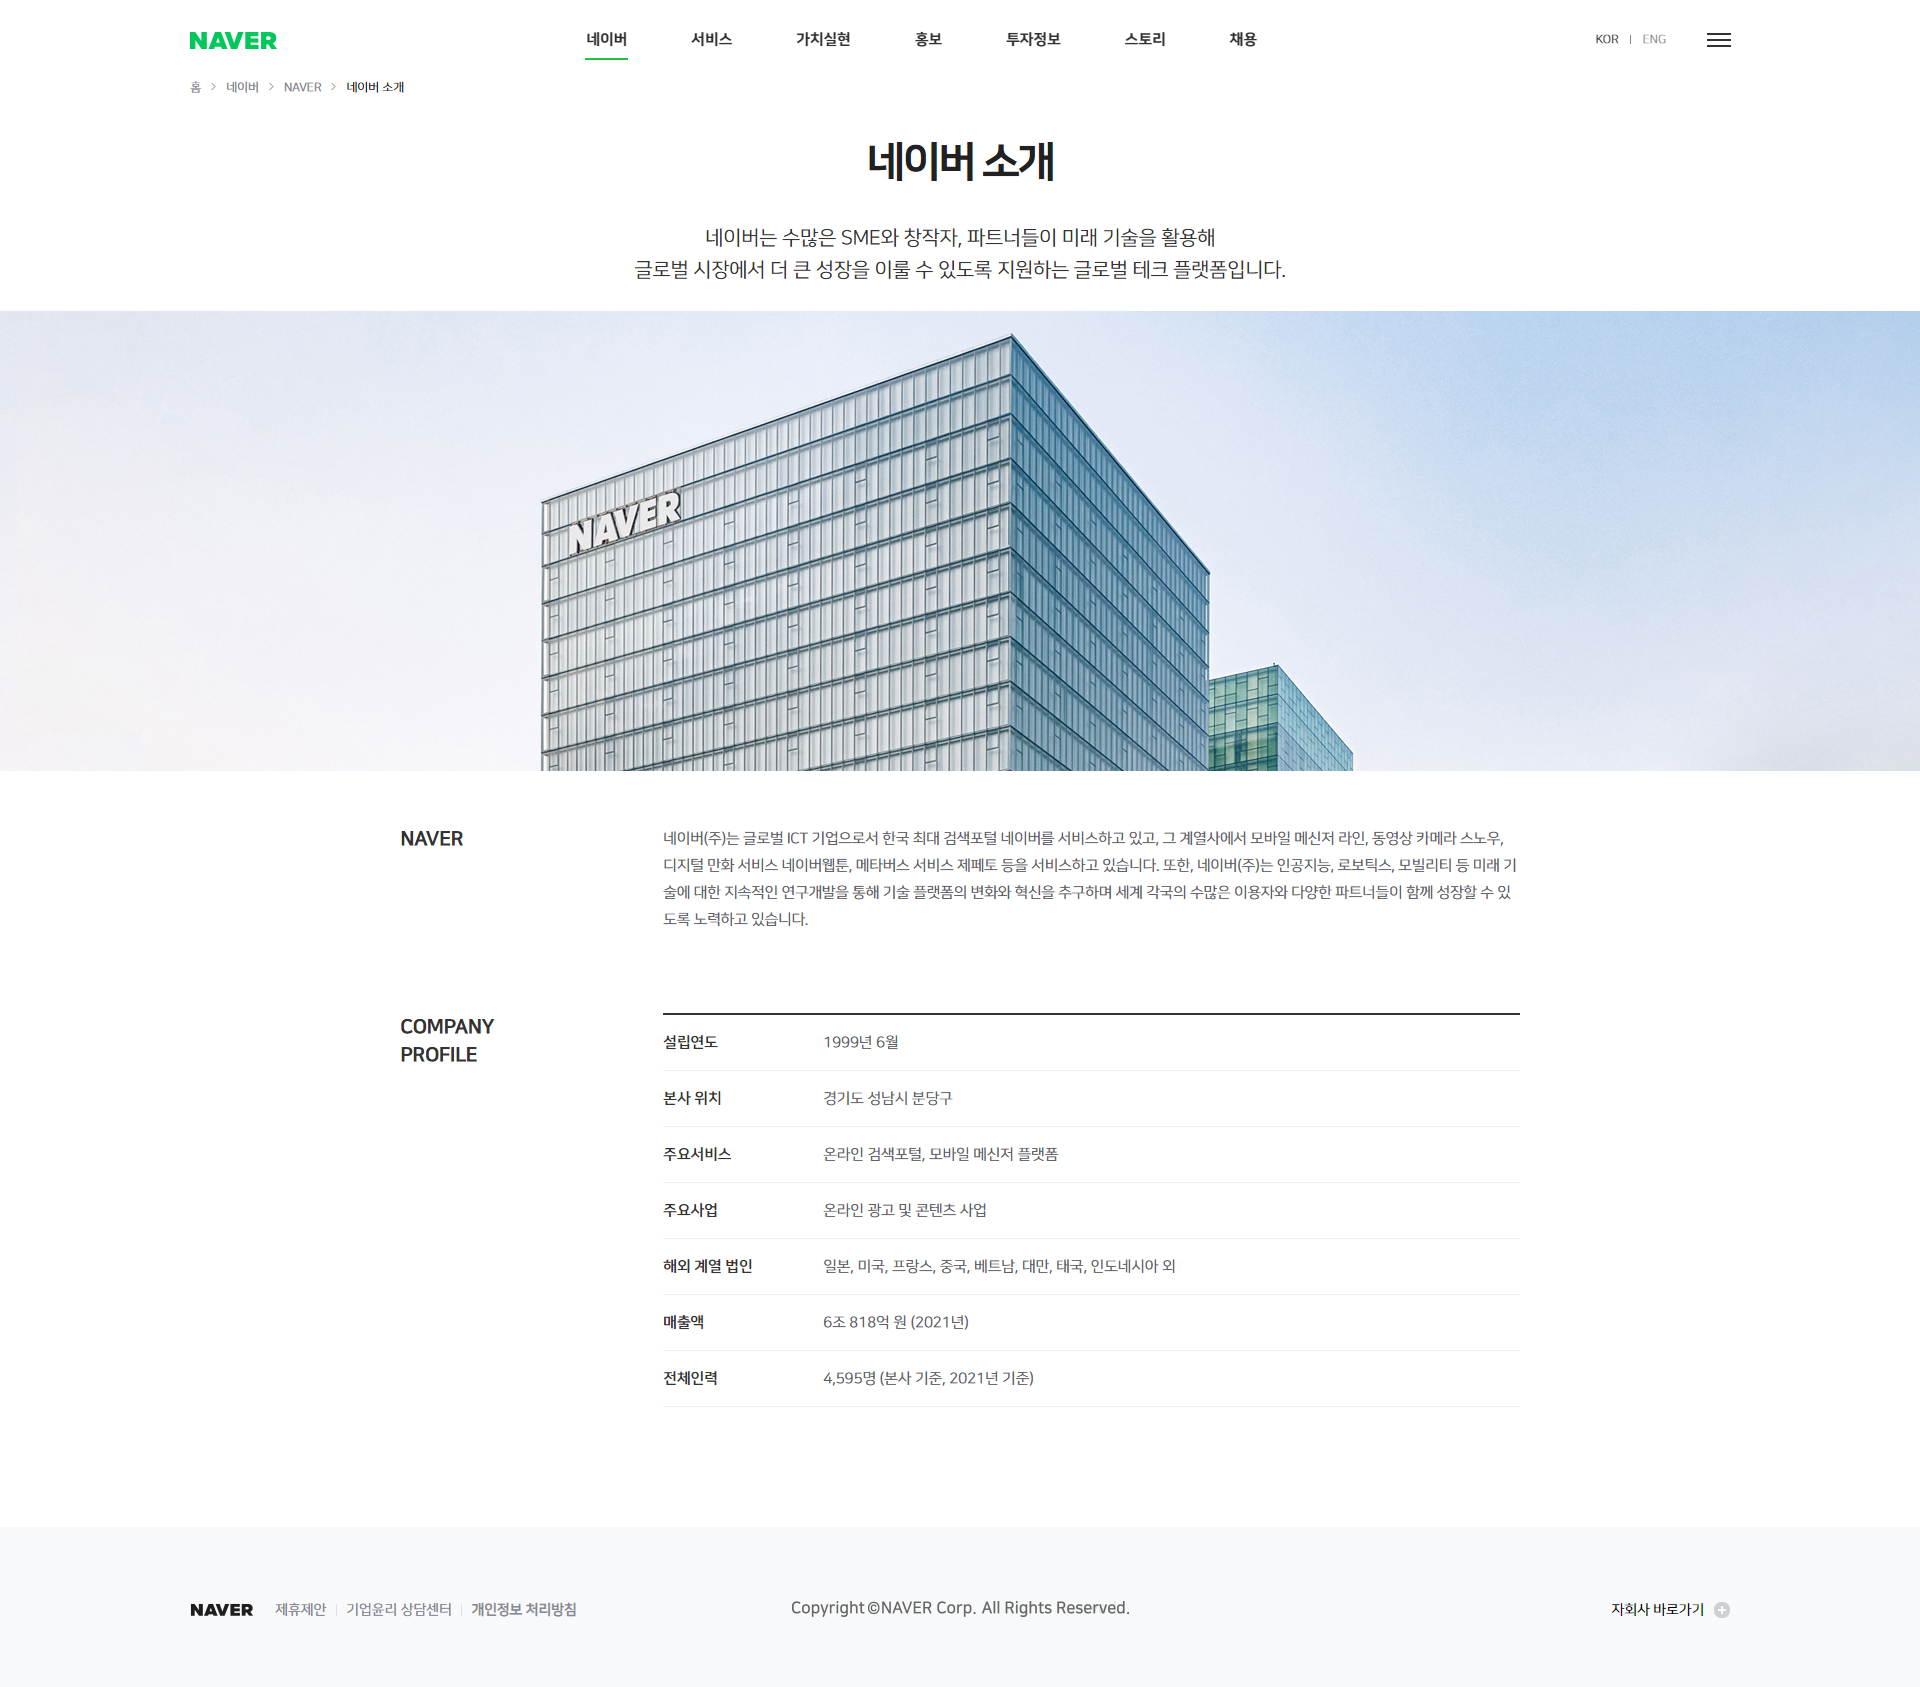 NAVER
네이버 서비스 가치실현 홍보 투자정보 스토리 채용
KOR ENG
홈 > 네이버 > NAVER > 네이버 소개
네이버 소개
네이버는 수많은 SME와 창작자, 파트너들이 미래 기술을 활용해
글로벌 시장에서 더 큰 성장을 이룰 수 있도록 지원하는 글로벌 테크 플랫폼입니다.
NAVER
NAVER
네이버(주)는 글로벌 ICT 기업으로서 한국 최대 검색포털 네이버를 서비스하고 있고, 그 계열사에서 모바일 메신저 라인, 동영상 카메라 스노우,
디지털 만화 서비스 네이버웹툰, 메타버스 서비스 제페토 등을 서비스하고 있습니다. 또한, 네이버(주)는 인공지능, 로보틱스, 모빌리티 등 미래 기
술에 대한 지속적인 연구개발을 통해 기술 플랫폼의 변화와 혁신을 추구하며 세계 각국의 수많은 이용자와 다양한 파트너들이 함께 성장할 수 있
도록 노력하고 있습니다.
COMPANY
PROFILE
설립연도 1999년 6월
본사 위치 경기도 성남시 분당구
주요서비스 온라인 검색포털, 모바일 메신저 플랫폼
주요사업 온라인 광고 및 콘텐츠 사업
해외 계열 법인 일본, 미국, 프랑스, 중국, 베트남, 대만, 태국, 인도네시아 외
매출액 6조 818억 원 (2021년)
전체인력 4,595명 (본사 기준, 2021년 기준)
NAVER 제휴제안 기업윤리 상담센터 개인정보 처리방침
Copyright ©NAVER Corp. All Rights Reserved.
자회사 바로가기